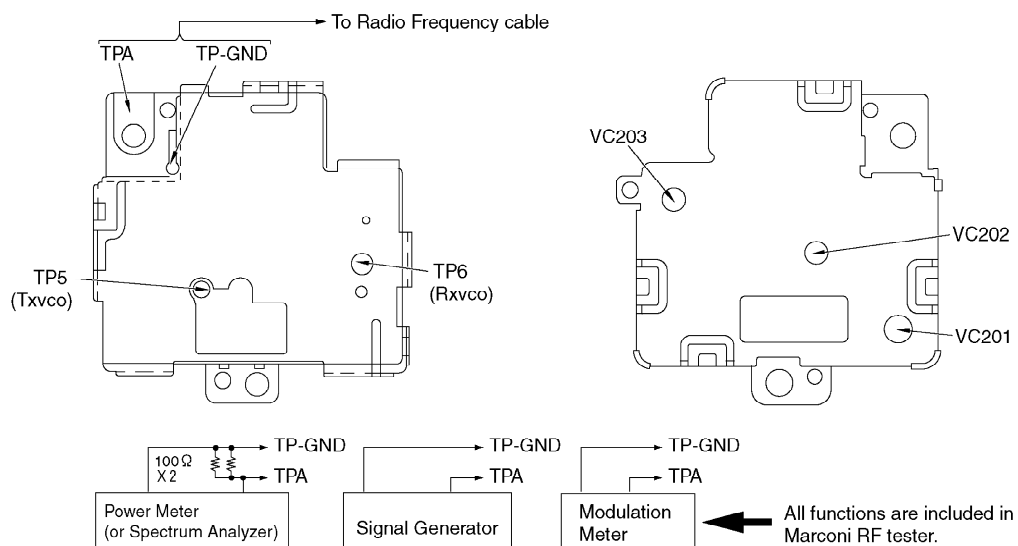 To Radio Frequency cable
TPA
TP-GND
VC203
VC202
TP5
(Txvco)
TP6
(Rxvco)
VC201
TP-GND
100Ω
X 2
TPA
Power Meter
(or Spectrum Analyzer)
TP-GND
TPA
Signal Generator
TP-GND
TPA
Modulation
Meter
All functions are included in
Marconi RF tester.